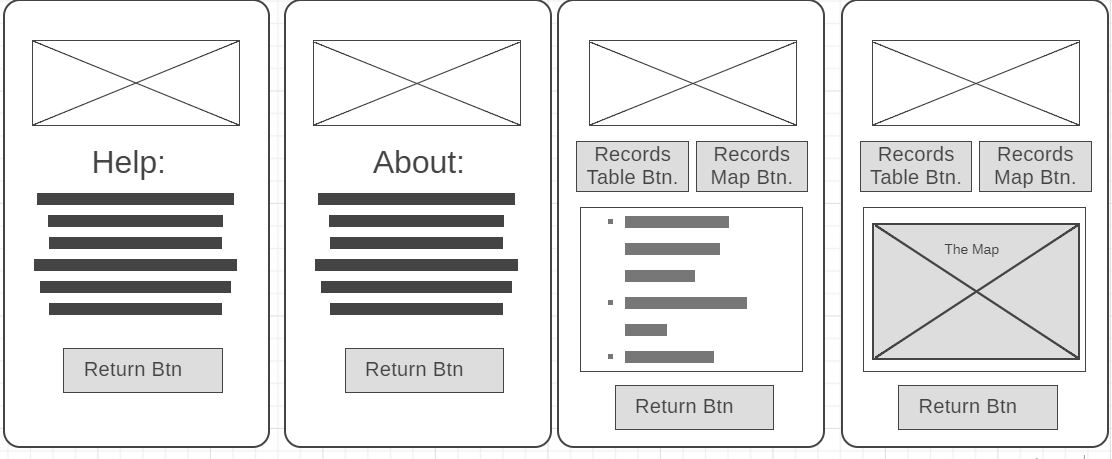 Help:
Return Btn
About:
Return Btn
Records
Table Btn.
Records
Map Btn.
Return Btn
Records
Table Btn.
Records
Map Btn.
The Map
Return Btn